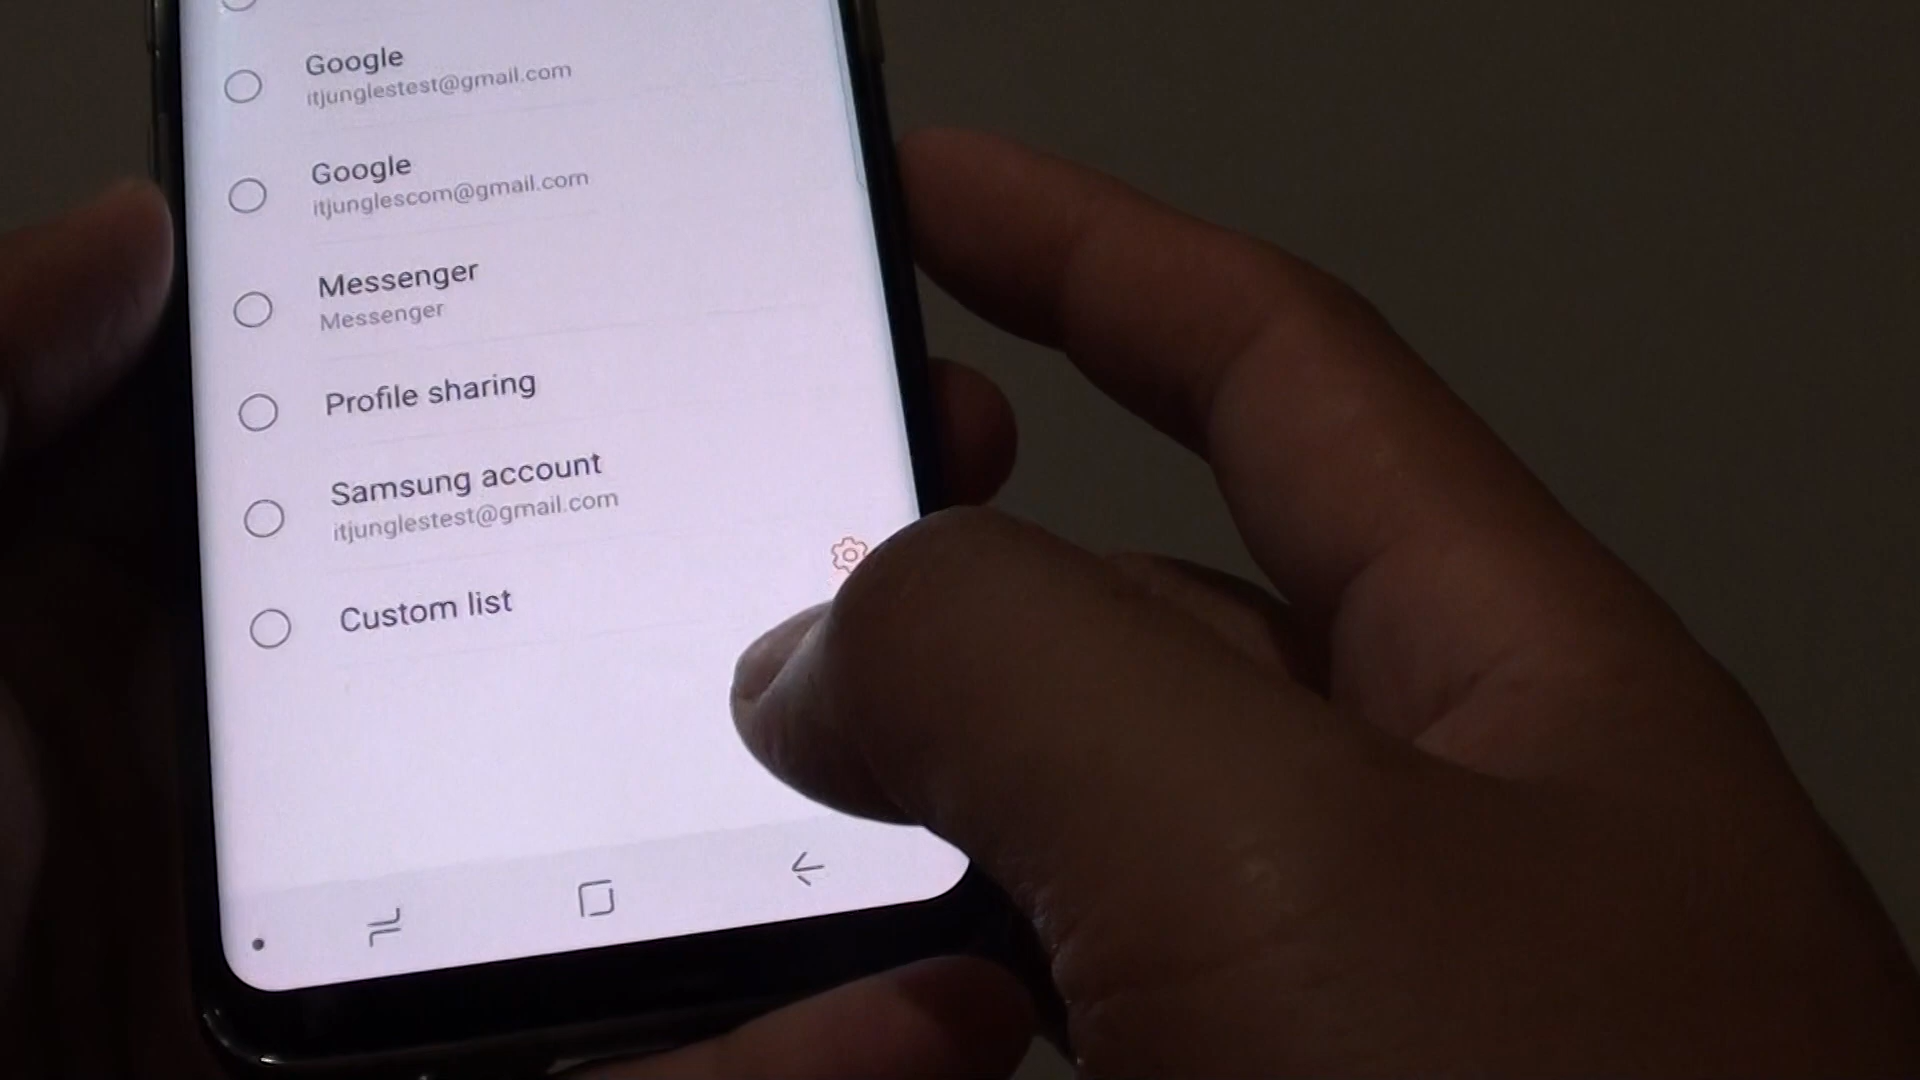 Google
itjunglestest@gmail.com
Google
itjunglescom@gmail.com
Messenger
Messenger
Profile sharing
Samsung account
itjunglestest@gmail.com
Custom list